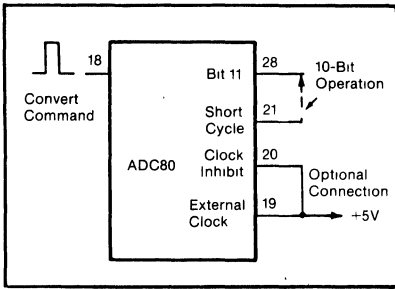 18
Convert
Command
ADC80
Bit 11
28
10-Bit
Operation
Short
Cycle
21
Clock
Inhibit
20
Optional
Connection
External
Clock
19
+5V